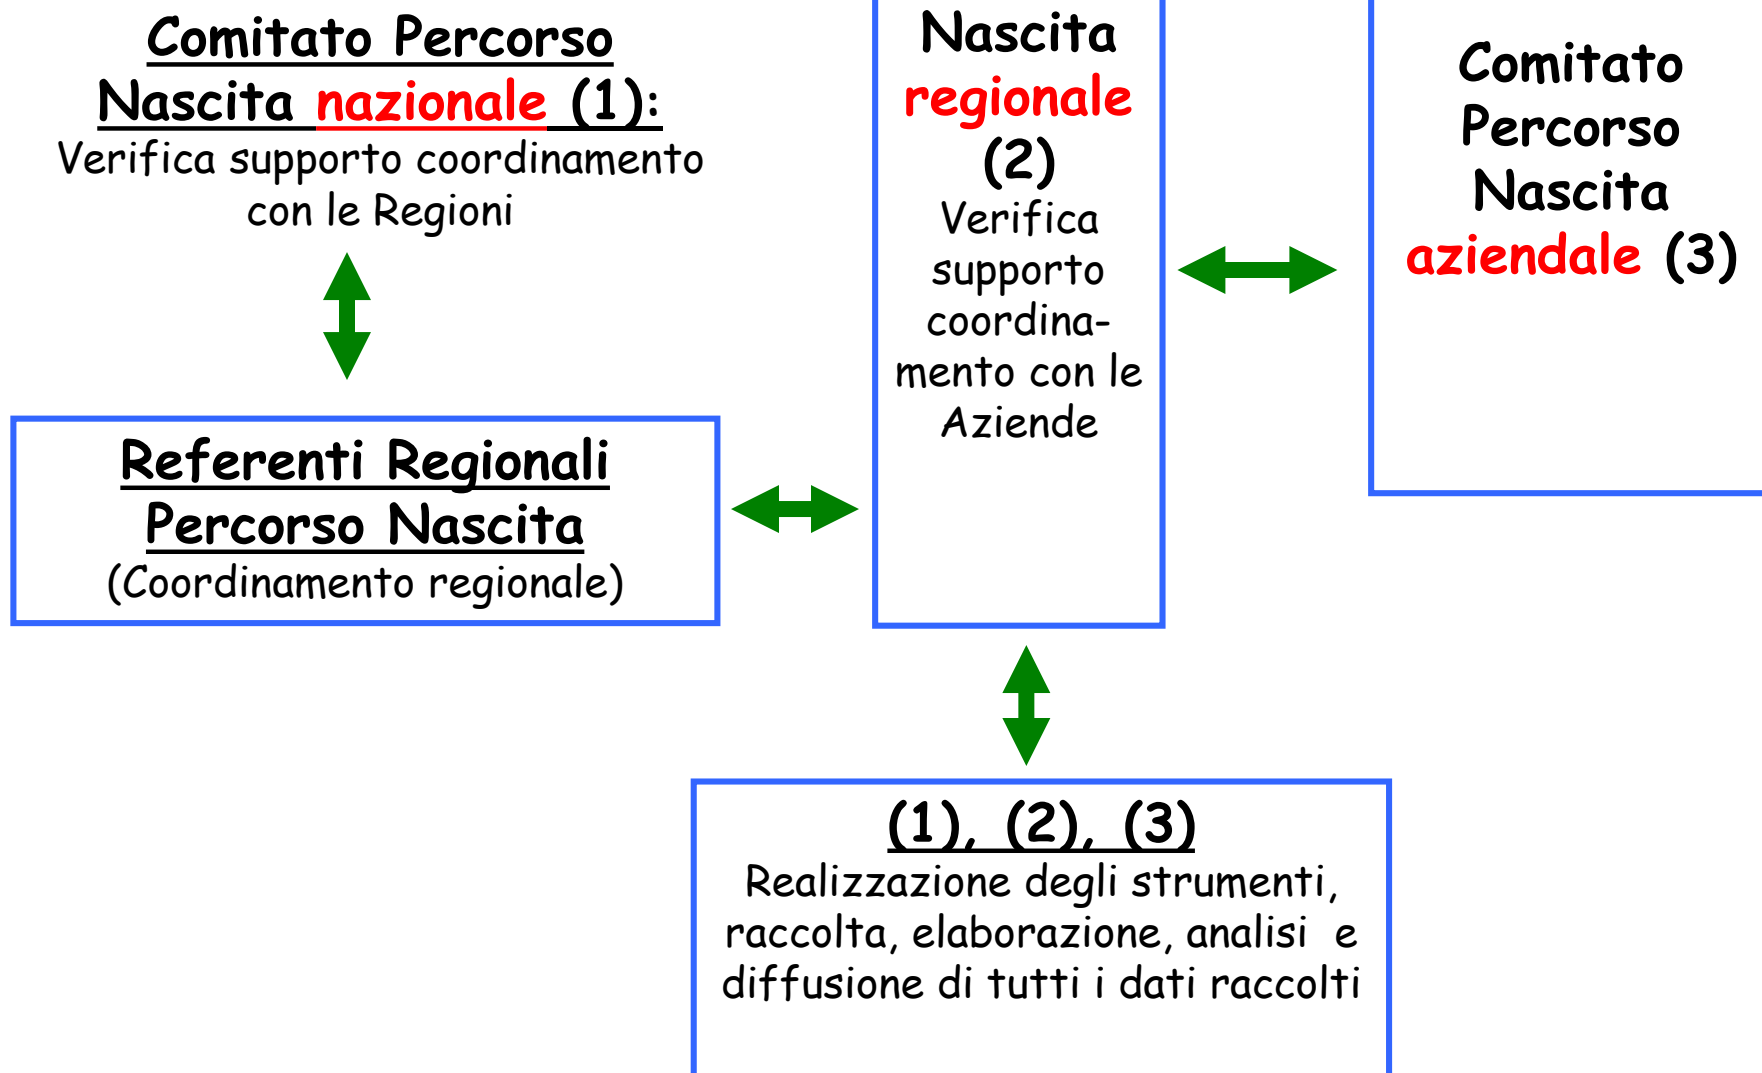 Comitato Percorso
Nascita nazionale (1):
Verifica supporto coordinamento
con le Regioni
Referenti Regionali
Percorso Nascita
(Coordinamento regionale)
Nascita
regionale
(2)
Verifica
supporto
coordina-
mento con le
Aziende
Comitato
Percorso
Nascita
aziendale (3)
(1), (2), (3)
Realizzazione degli strumenti,
raccolta, elaborazione, analisi e
diffusione di tutti i dati raccolti